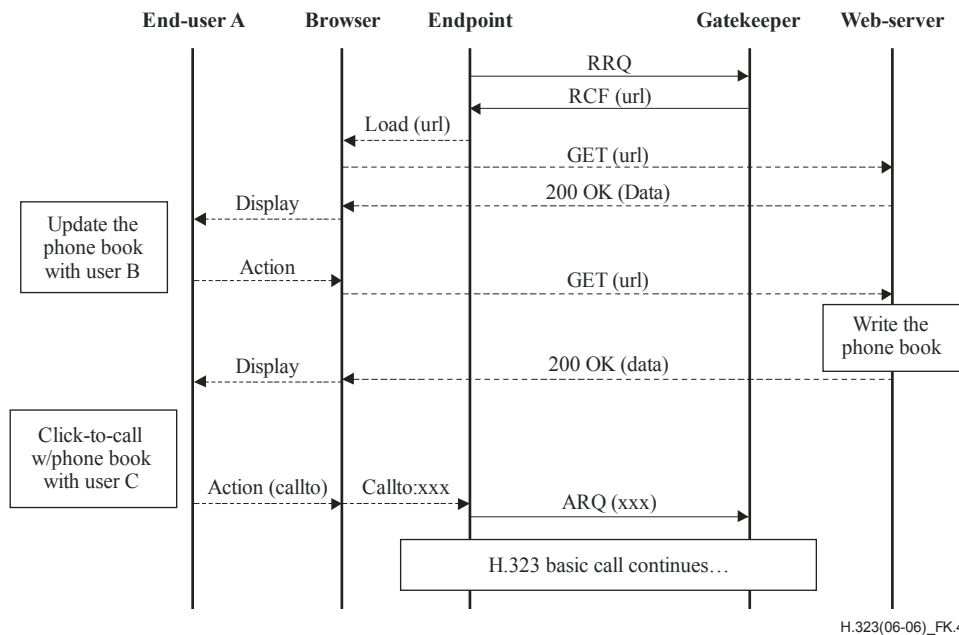 End-user A Browser Endpoint Gatekeeper Web-server
RRQ
RCF (url)
Load (url)
GET (url)
200 OK (Data)
Display
Update the
phone book
with user B
Action
GET (url)
Write the
phone book
Display
200 OK (data)
Click-to-call
w/phone book
with user C
Action (callto)
Callto:xxx
ARQ (xxx)
H.323 basic call continues…
H.323(06-06)_FK.4